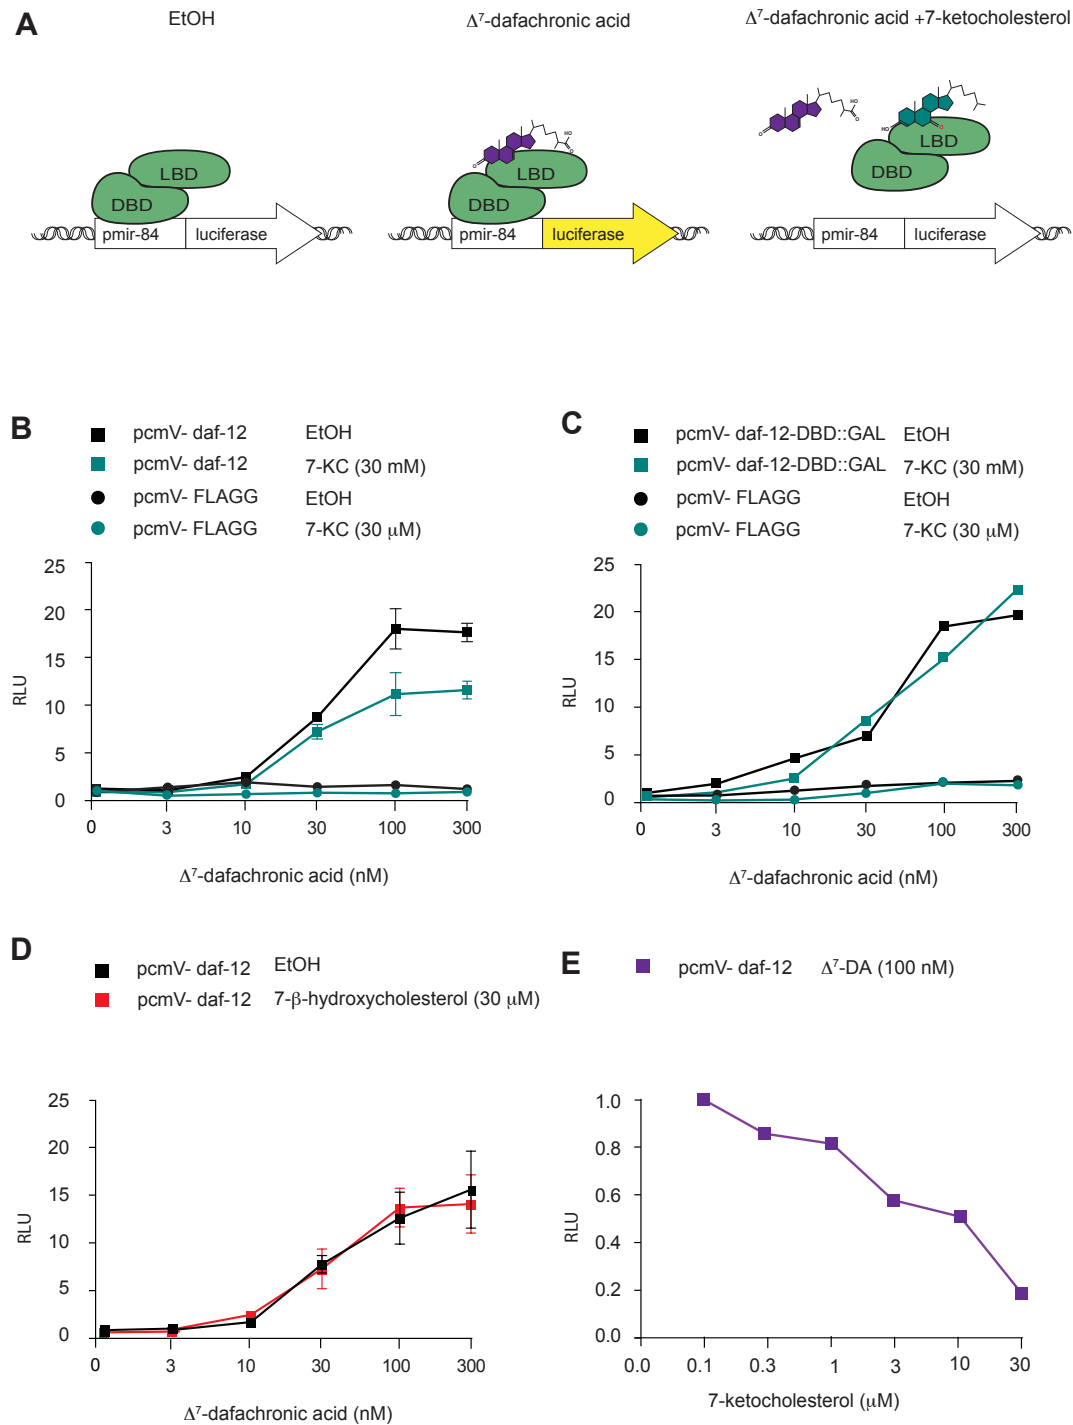 A
EtOH
Δ⁷-dafachronic acid
Δ⁷-dafachronic acid +7-ketocholesterol
LBD
DBD
pmir-84
luciferase
O
HO
O
LBD
DBD
pmir-84
luciferase
O
HO
O
HO
O
LBD
DBD
pmir-84
luciferase
B
pcmV- daf-12 EtOH
pcmV- daf-12 7-KC (30 mM)
pcmV- FLAGG EtOH
pcmV- FLAGG 7-KC (30 μM)
RLU
25
20
15
10
5
0
0 3 10 30 100 300
Δ⁷-dafachronic acid (nM)
C
pcmV- daf-12-DBD::GAL EtOH
pcmV- daf-12-DBD::GAL 7-KC (30 mM)
pcmV- FLAGG EtOH
pcmV- FLAGG 7-KC (30 μM)
RLU
25
20
15
10
5
0
0 3 10 30 100 300
Δ⁷-dafachronic acid (nM)
D
pcmV- daf-12 EtOH
pcmV- daf-12 7-β-hydroxycholesterol (30 μM)
RLU
25
20
15
10
5
0
0 3 10 30 100 300
Δ⁷-dafachronic acid (nM)
E
pcmV- daf-12 Δ⁷-DA (100 nM)
RLU
1.0
0.8
0.6
0.4
0.2
0.0
0.0 0.1 0.3 1 3 10 30
7-ketocholesterol (μM)